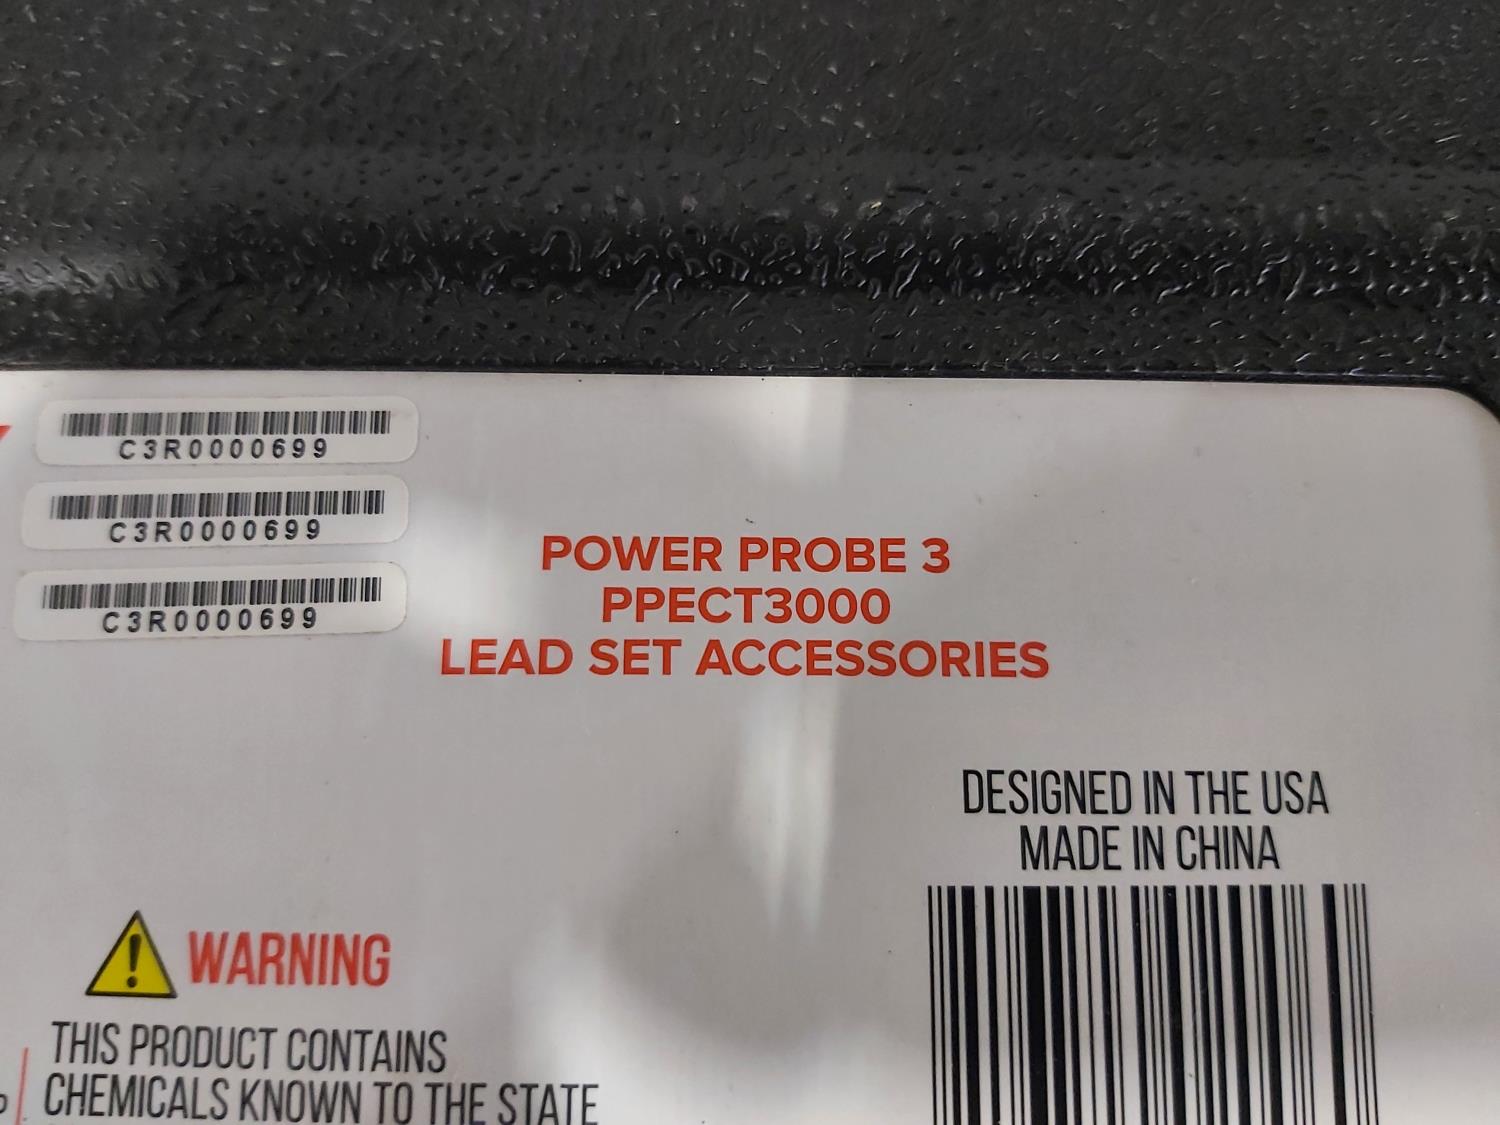 C3R0000699
C3R0000699
C3R0000699
POWER PROBE 3
PPECT3000
LEAD SET ACCESSORIES
DESIGNED IN THE USA
MADE IN CHINA
WARNING
THIS PRODUCT CONTAINS
CHEMICALS KNOWN TO THE STATE